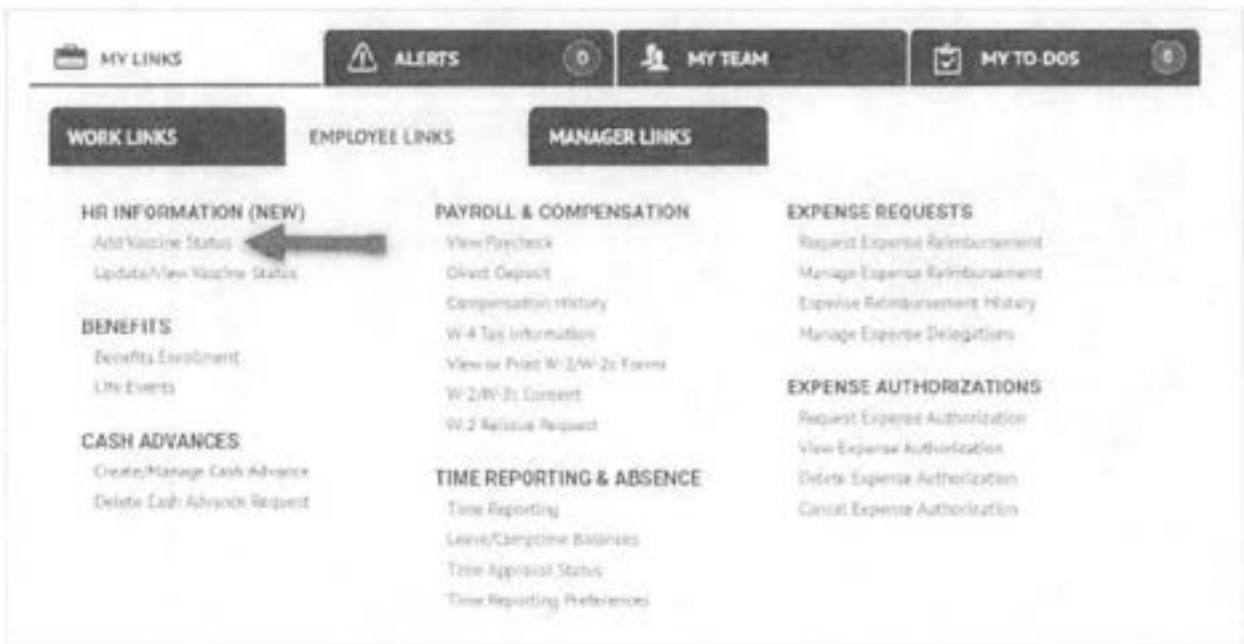 MY LINKS
ALERTS 0
MY TEAM
MY TO-DOS 0
WORK LINKS
EMPLOYEE LINKS
MANAGER LINKS
HR INFORMATION (NEW)
Add Vaccine Status
Update/View Vaccine Status
BENEFITS
Benefits Enrollment
Life Events
CASH ADVANCES
Create/Manage Cash Advance
Delete Cash Advance Request
PAYROLL & COMPENSATION
View Paycheck
Direct Deposit
Compensation History
W-4 Tax Information
View or Print W-2/W-2c Forms
W-2/W-2c Consent
W-2 Reissue Request
TIME REPORTING & ABSENCE
Time Reporting
Leave/Comptime Balances
Time Approval Status
Time Reporting Preferences
EXPENSE REQUESTS
Request Expense Reimbursement
Manage Expense Reimbursement
Expense Reimbursement History
Manage Expense Delegations
EXPENSE AUTHORIZATIONS
Request Expense Authorization
View Expense Authorization
Delete Expense Authorization
Cancel Expense Authorization